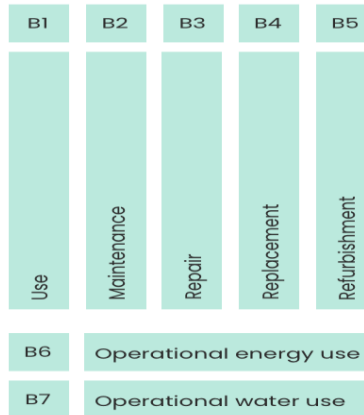 B1 B2 B3 B4 B5
Use
Maintenance
Repair
Replacement
Refurbishment
B6 Operational energy use
B7 Operational water use